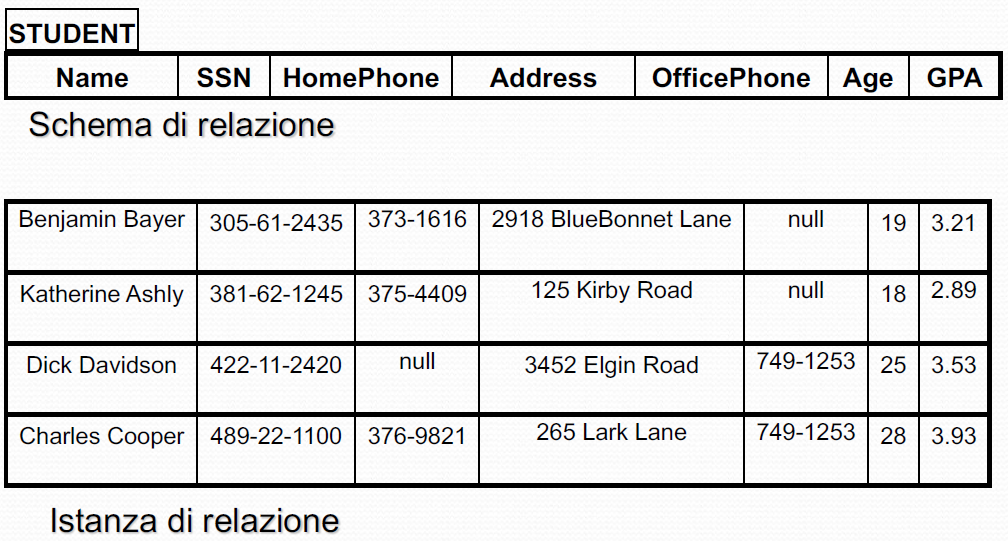 STUDENT
Name SSN HomePhone Address OfficePhone Age GPA
Schema di relazione
Benjamin Bayer 305-61-2435 373-1616 2918 BlueBonnet Lane null 19 3.21
Katherine Ashly 381-62-1245 375-4409 125 Kirby Road null 18 2.89
Dick Davidson 422-11-2420 null 3452 Elgin Road 749-1253 25 3.53
Charles Cooper 489-22-1100 376-9821 265 Lark Lane 749-1253 28 3.93
Istanza di relazione